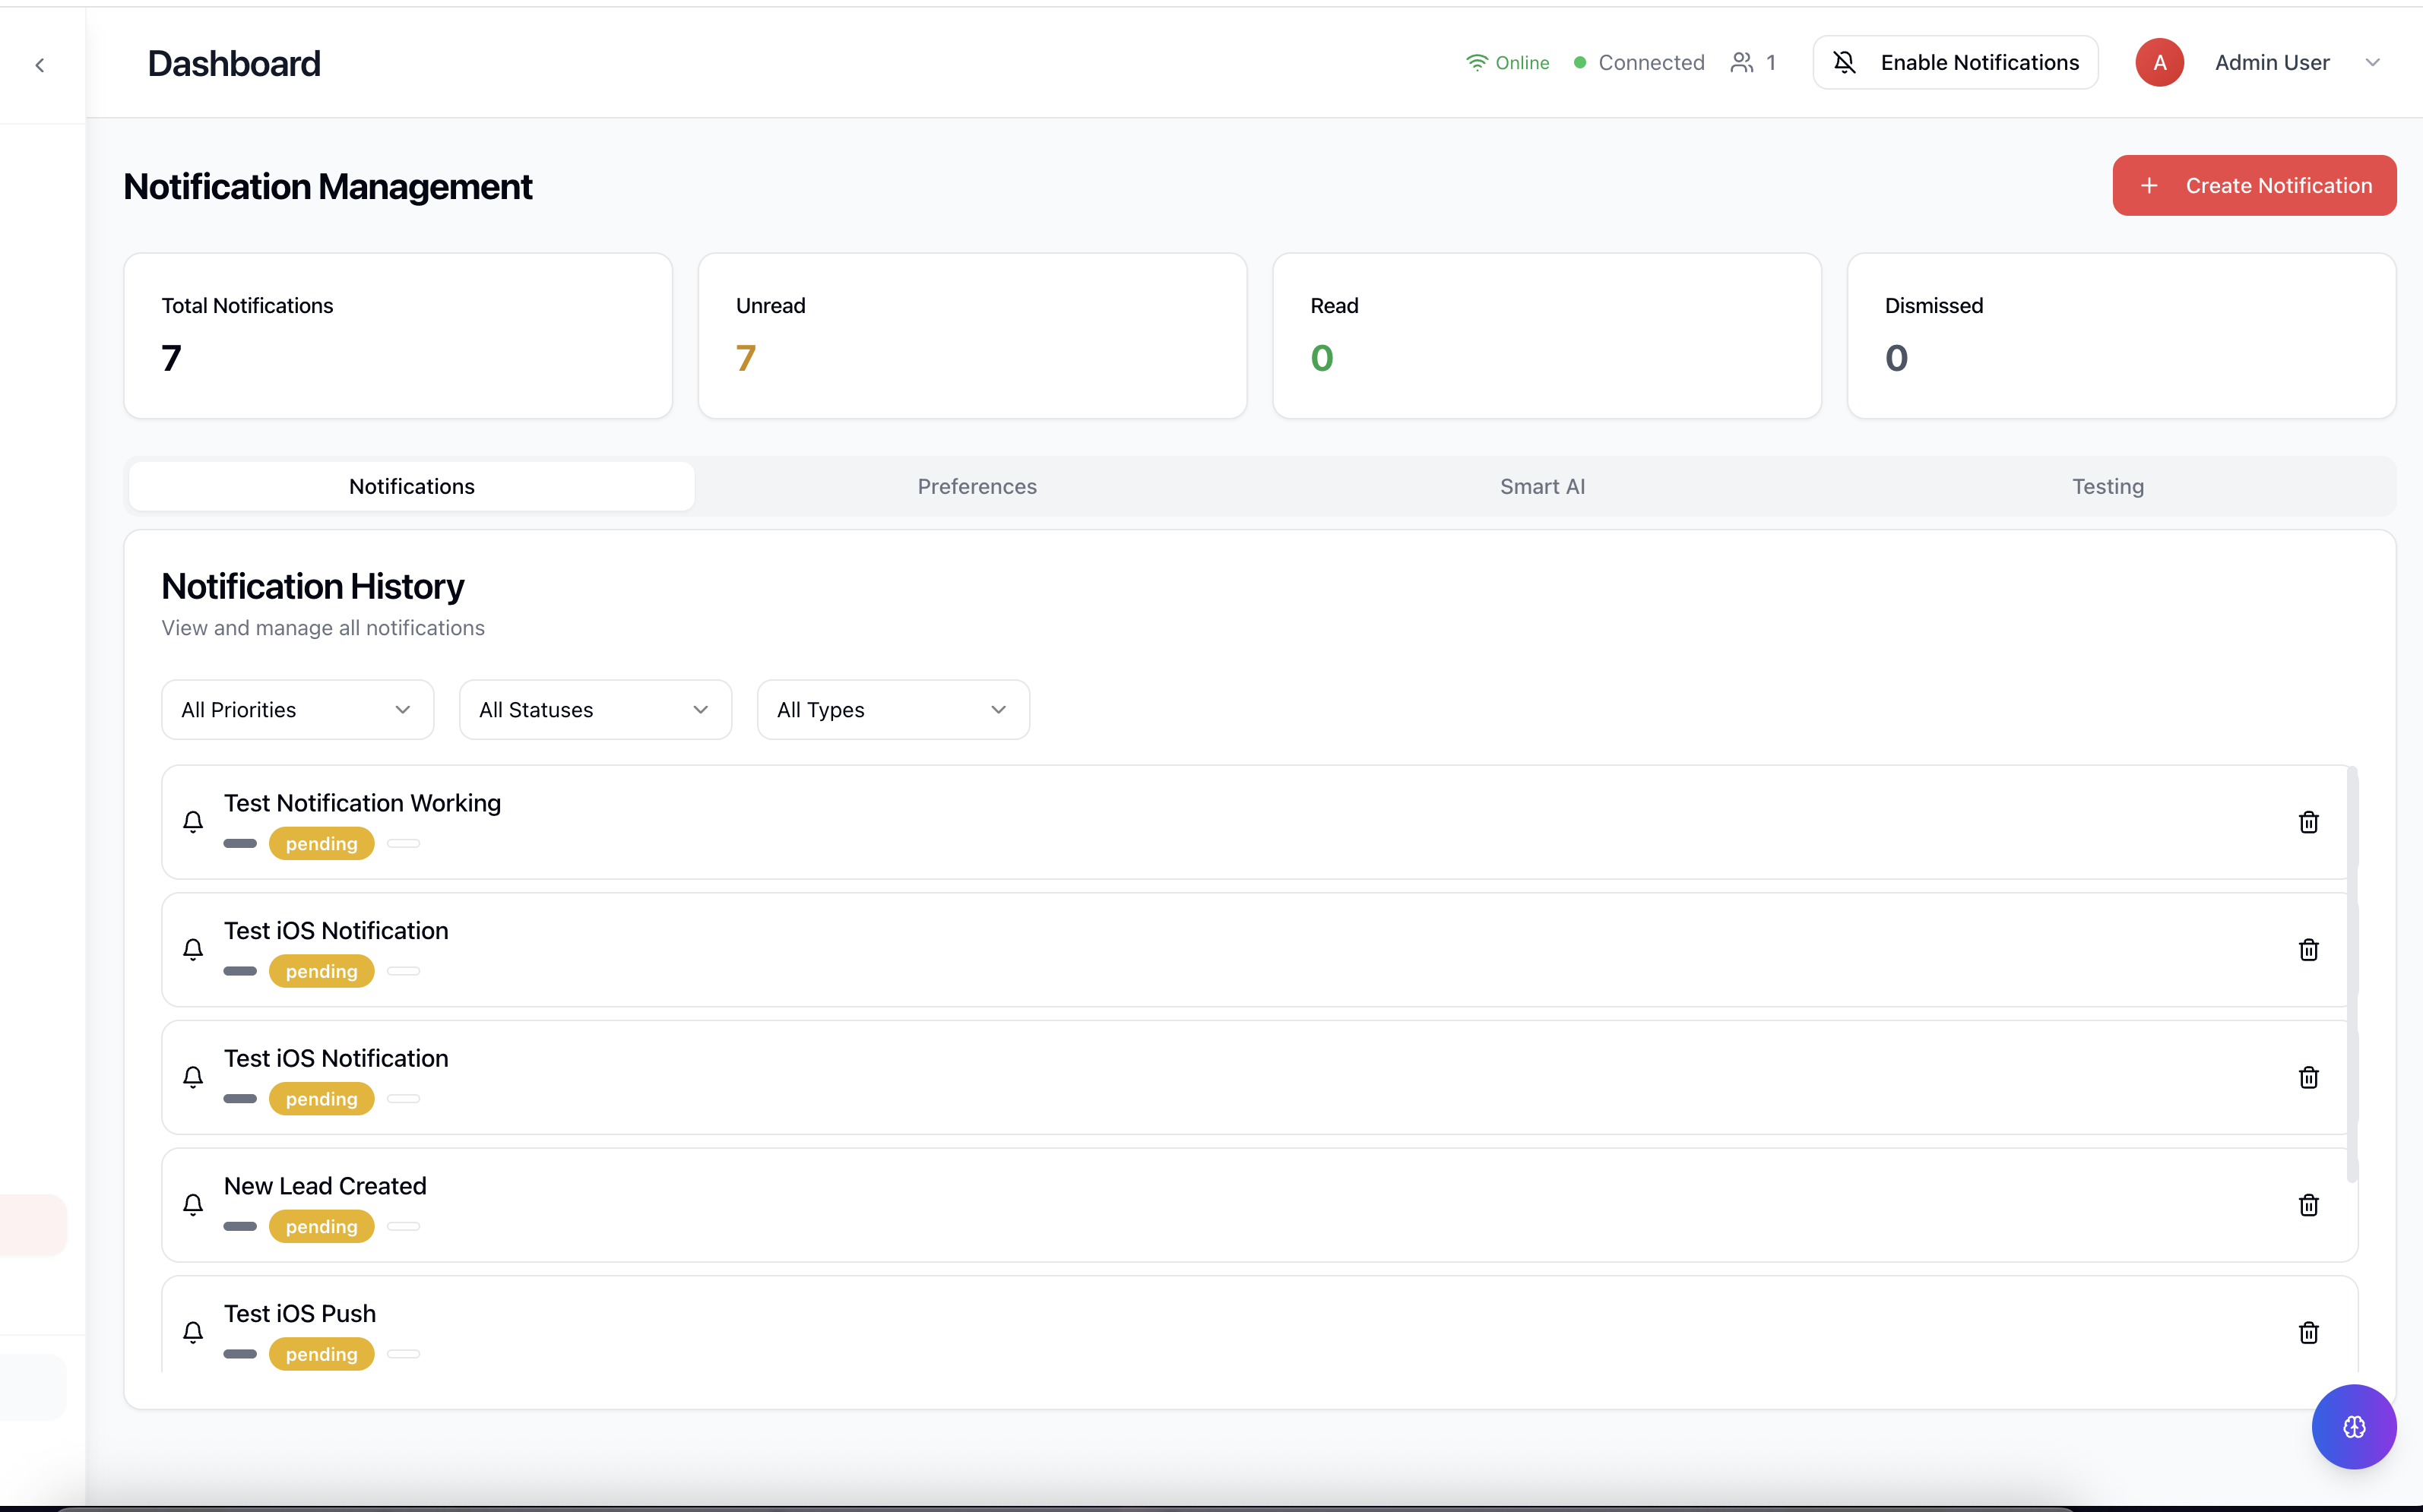 Dashboard
Online
Connected
1
Enable Notifications
A
Admin User
Notification Management
+ Create Notification
Total Notifications
7
Unread
7
Read
0
Dismissed
0
Notifications
Preferences
Smart AI
Testing
Notification History
View and manage all notifications
All Priorities
All Statuses
All Types
Test Notification Working
pending
Test iOS Notification
pending
Test iOS Notification
pending
New Lead Created
pending
Test iOS Push
pending